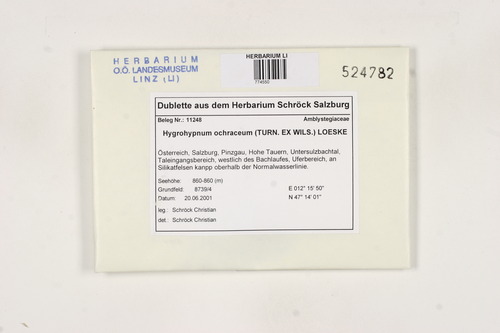 HERBARIUM
O.Ö. LANDESMUSEUM
LINZ (LI)
HERBARIUM LI
774550
524782
Dublette aus dem Herbarium Schröck Salzburg
Beleg Nr.: 11248 Amblystegiaceae
Hygrohypnum ochraceum (TURN. EX WILS.) LOESKE
Österreich, Salzburg, Pinzgau, Hohe Tauern, Untersulzbachtal,
Taleingangsbereich, westlich des Bachlaufes, Uferbereich, an
Silikatfelsen kanpp oberhalb der Normalwasserlinie.
Seehöhe: 860-860 (m)
Grundfeld: 8739/4 E 012° 15' 50"
Datum: 20.06.2001 N 47° 14' 01"
leg : Schröck Christian
det : Schröck Christian